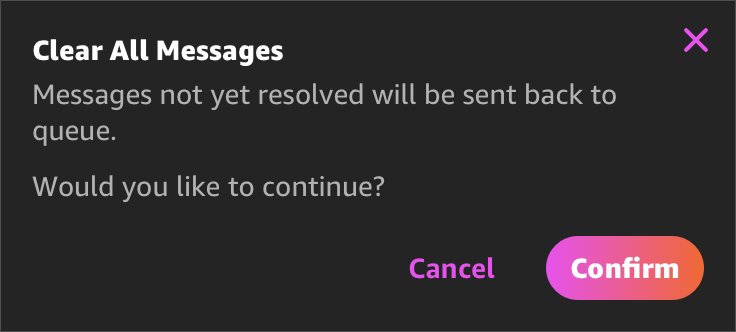 Clear All Messages
Messages not yet resolved will be sent back to
queue.
Would you like to continue?
Cancel
Confirm